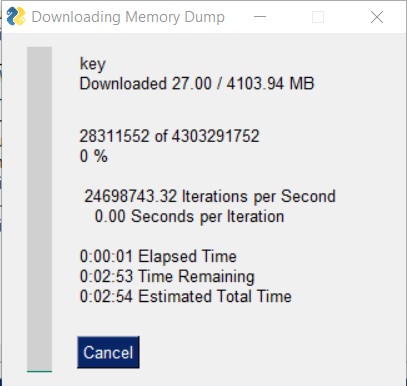 Downloading Memory Dump
key
Downloaded 27.00 / 4103.94 MB
28311552 of 4303291752
0 %
24698743.32 Iterations per Second
0.00 Seconds per Iteration
0:00:01 Elapsed Time
0:02:53 Time Remaining
0:02:54 Estimated Total Time
Cancel